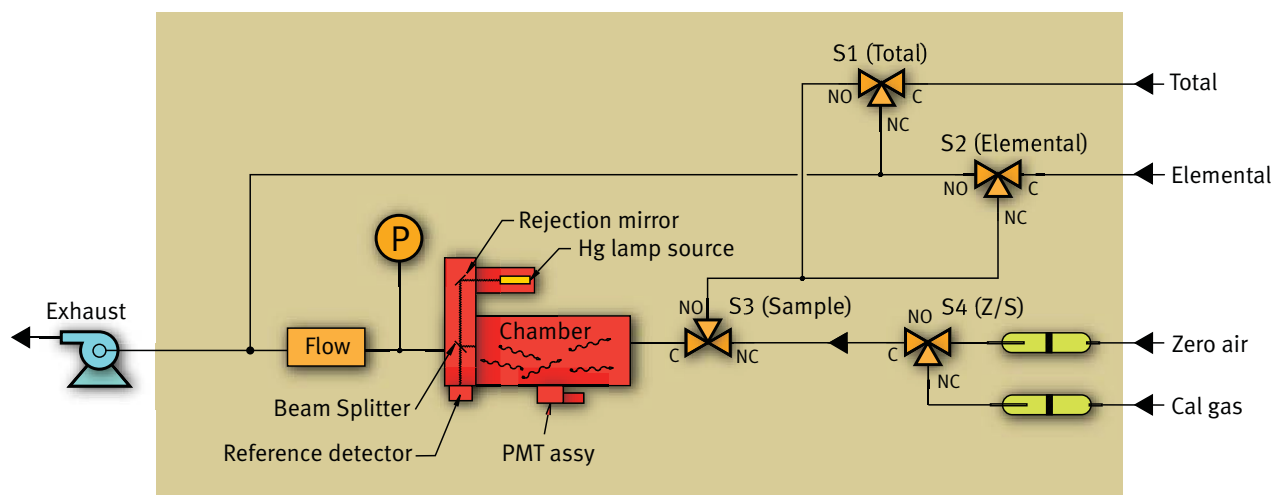 S1 (Total)
NO
C
NC
Total
S2 (Elemental)
NO
C
NC
Elemental
P
Rejection mirror
Hg lamp source
Exhaust
Flow
Chamber
NO
S3 (Sample)
C
NC
NO
S4 (Z/S)
C
NC
Zero air
Cal gas
Beam Splitter
Reference detector
PMT assy